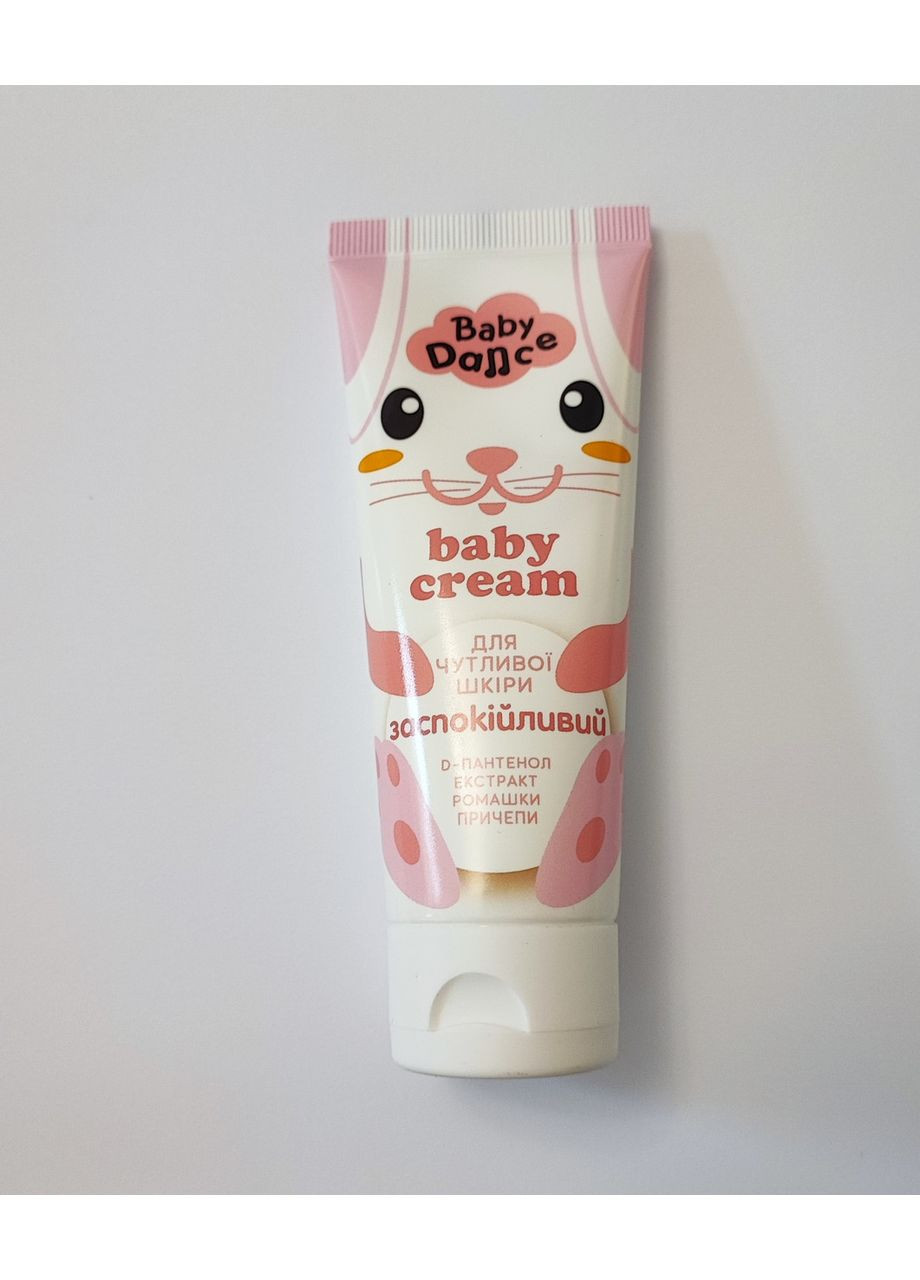 Baby
Dance
baby
cream
ДЛЯ
ЧУТЛИВОЇ
ШКІРИ
заспокійливий
D-ПАНТЕНОЛ
ЕКСТРАКТ
РОМАШКИ
ПРИЧЕПИ